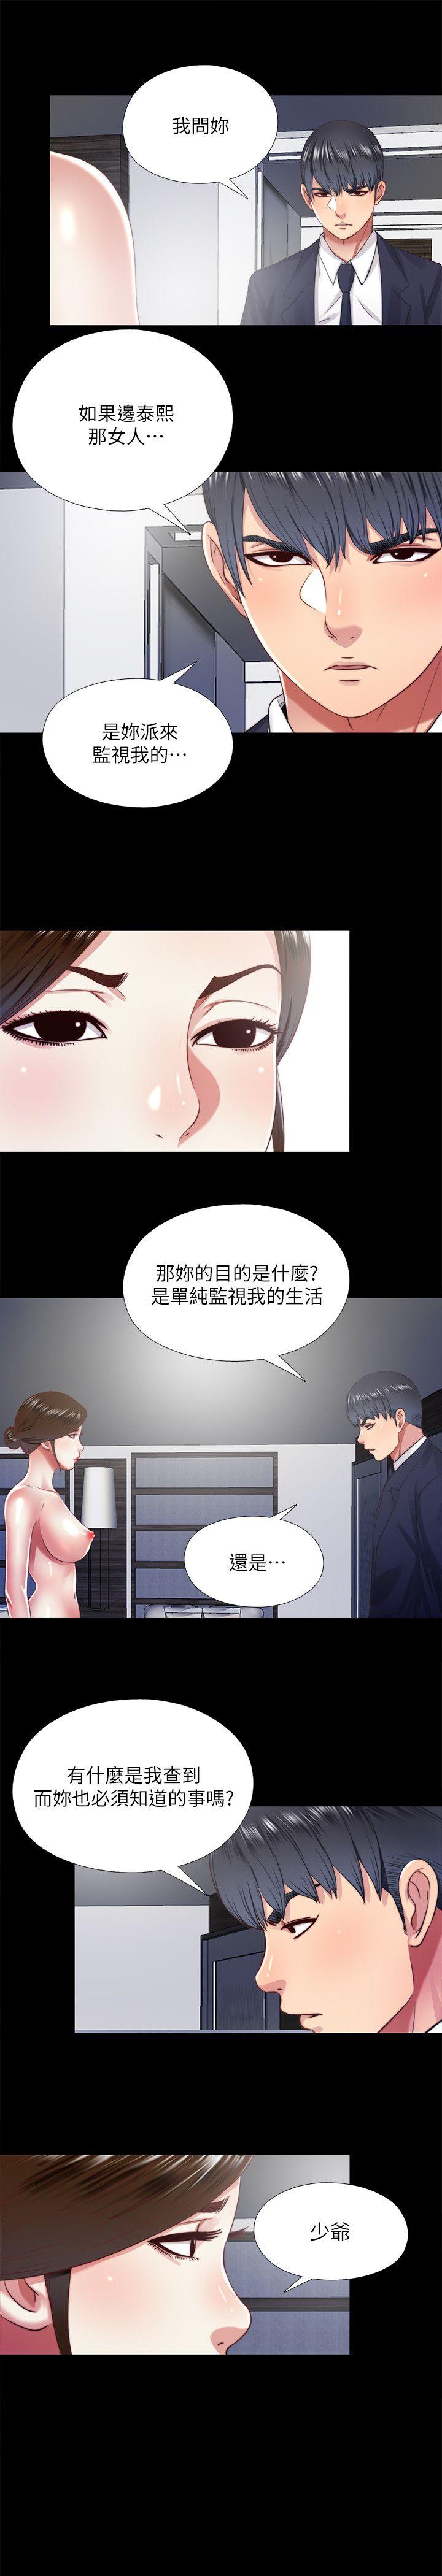 我問妳
如果邊泰熙
那女人⋯
是妳派來
監視我的⋯
那妳的目的是什麼?
是單純監視我的生活
還是⋯
有什麼是我查到
而妳也必須知道的事嗎?
少爺